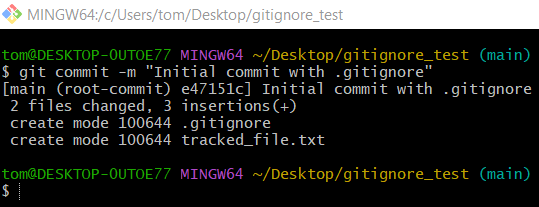 MINGW64:/c/Users/tom/Desktop/gitignore_test
tom@DESKTOP-OUTOE77 MINGW64 ~/Desktop/gitignore_test (main)
$ git commit -m "Initial commit with .gitignore"
[main (root-commit) e47151c] Initial commit with .gitignore
 2 files changed, 3 insertions(+)
 create mode 100644 .gitignore
 create mode 100644 tracked_file.txt
tom@DESKTOP-OUTOE77 MINGW64 ~/Desktop/gitignore_test (main)
$